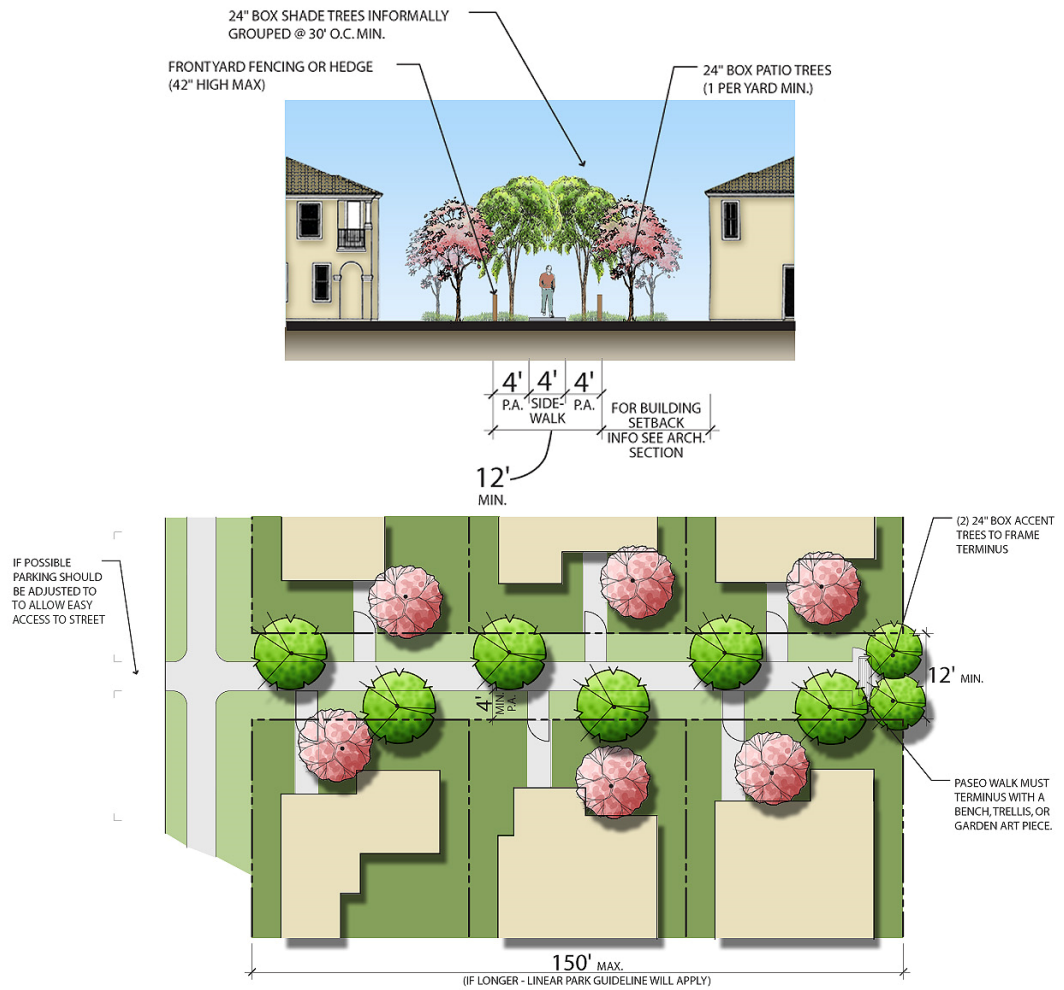 24" BOX SHADE TREES INFORMALLY
GROUPED @ 30' O.C. MIN.
FRONT YARD FENCING OR HEDGE
(42" HIGH MAX)
24" BOX PATIO TREES
(1 PER YARD MIN.)
4' 4' 4'
P.A. SIDE- P.A.
WALK
FOR BUILDING
SETBACK
INFO SEE ARCH.
SECTION
12'
MIN.
(2) 24" BOX ACCENT
TREES TO FRAME
TERMINUS
IF POSSIBLE
PARKING SHOULD
BE ADJUSTED TO
TO ALLOW EASY
ACCESS TO STREET
12' MIN.
4'
MIN.
P.A.
PASEO WALK MUST
TERMINUS WITH A
BENCH, TRELLIS, OR
GARDEN ART PIECE.
150' MAX.
(IF LONGER - LINEAR PARK GUIDELINE WILL APPLY)